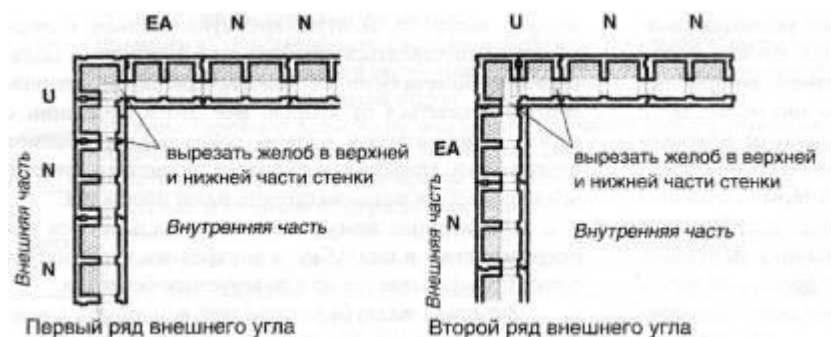 EA N N
U
N
N
Внешняя часть
вырезать желоб в верхней
и нижней части стенки
Внутренняя часть
Первый ряд внешнего угла
U N N
EA
N
N
Внешняя часть
вырезать желоб в верхней
и нижней части стенки
Внутренняя часть
Второй ряд внешнего угла